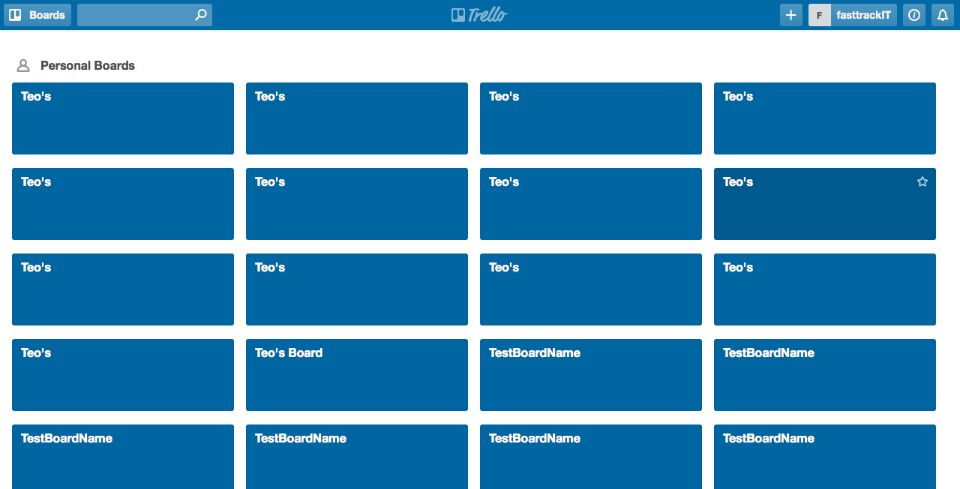 Boards Trello F fasttrackIT
Personal Boards
Teo's Teo's Teo's Teo's
Teo's Teo's Teo's Teo's
Teo's Teo's Teo's Teo's
Teo's Teo's Board TestBoardName TestBoardName
TestBoardName TestBoardName TestBoardName TestBoardName